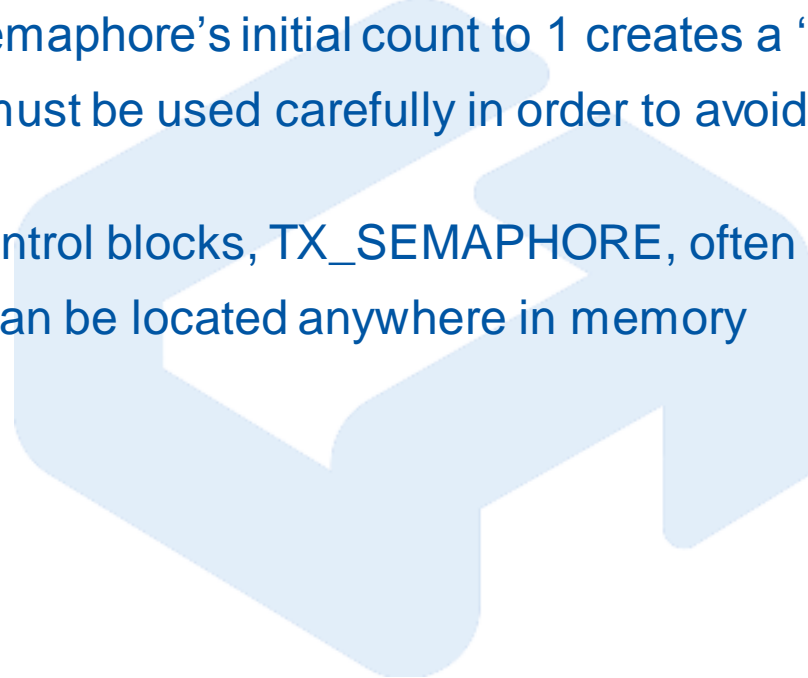 emaphore’s initial count to 1 creates a ‘
must be used carefully in order to avoid
ntrol blocks, TX_SEMAPHORE, often
an be located anywhere in memory